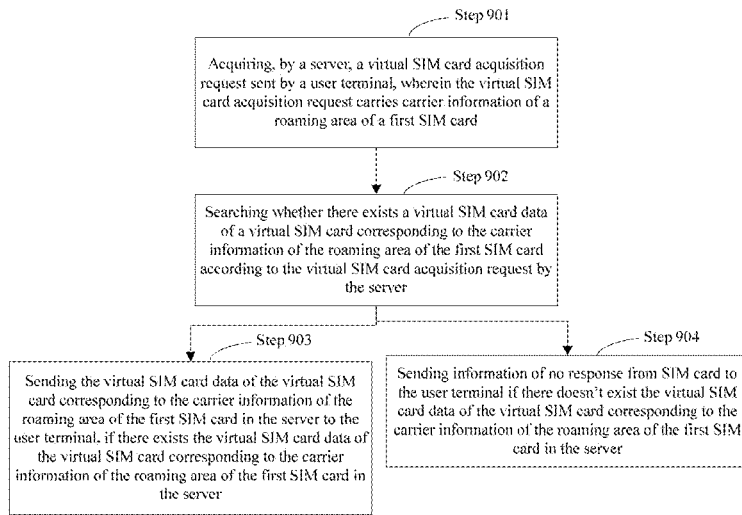 Step 901
Acquiring, by a server, a virtual SIM card acquisition
request sent by a user terminal, wherein the virtual SIM
card acquisition request carries carrier information of a
roaming area of a first SIM card
Step 902
Searching whether there exists a virtual SIM card data
of a virtual SIM card corresponding to the carrier
information of the roaming area of the first SIM card
according to the virtual SIM card acquisition request by
the server
Step 903
Sending the virtual SIM card data of the virtual SIM
card corresponding to the carrier information of the
roaming area of the first SIM card in the server to the
user terminal, if there exists the virtual SIM card data of
the virtual SIM card corresponding to the carrier
information of the roaming area of the first SIM card in
the server
Step 904
Sending information of no response from SIM card to
the user terminal if there doesn't exist the virtual SIM
card data of the virtual SIM card corresponding to the
carrier information of the roaming area of the first SIM
card in the server